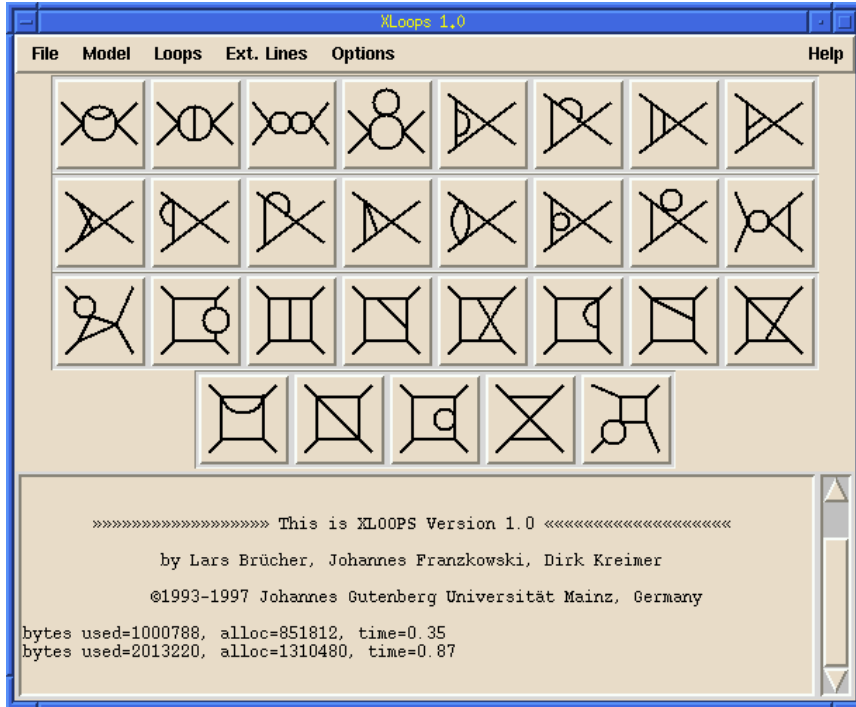 XLoops 1.0
File Model Loops Ext. Lines Options Help
»»»»»»»»»»»»»»»»»»» This is XLOOPS Version 1.0 «««««««««««««««««««
by Lars Brücher, Johannes Franzkowski, Dirk Kreimer
©1993-1997 Johannes Gutenberg Universität Mainz, Germany
bytes used=1000788, alloc=851812, time=0.35
bytes used=2013220, alloc=1310480, time=0.87